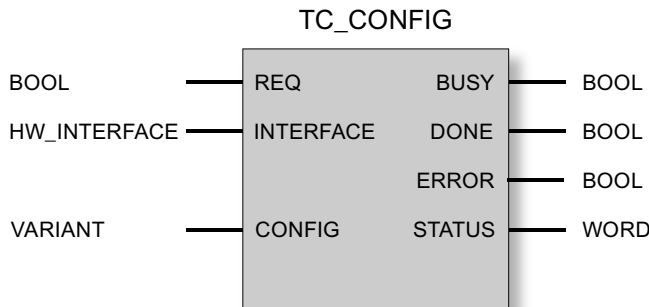 TC_CONFIG
BOOL REQ BUSY BOOL
HW_INTERFACE INTERFACE DONE BOOL
ERROR BOOL
VARIANT CONFIG STATUS WORD